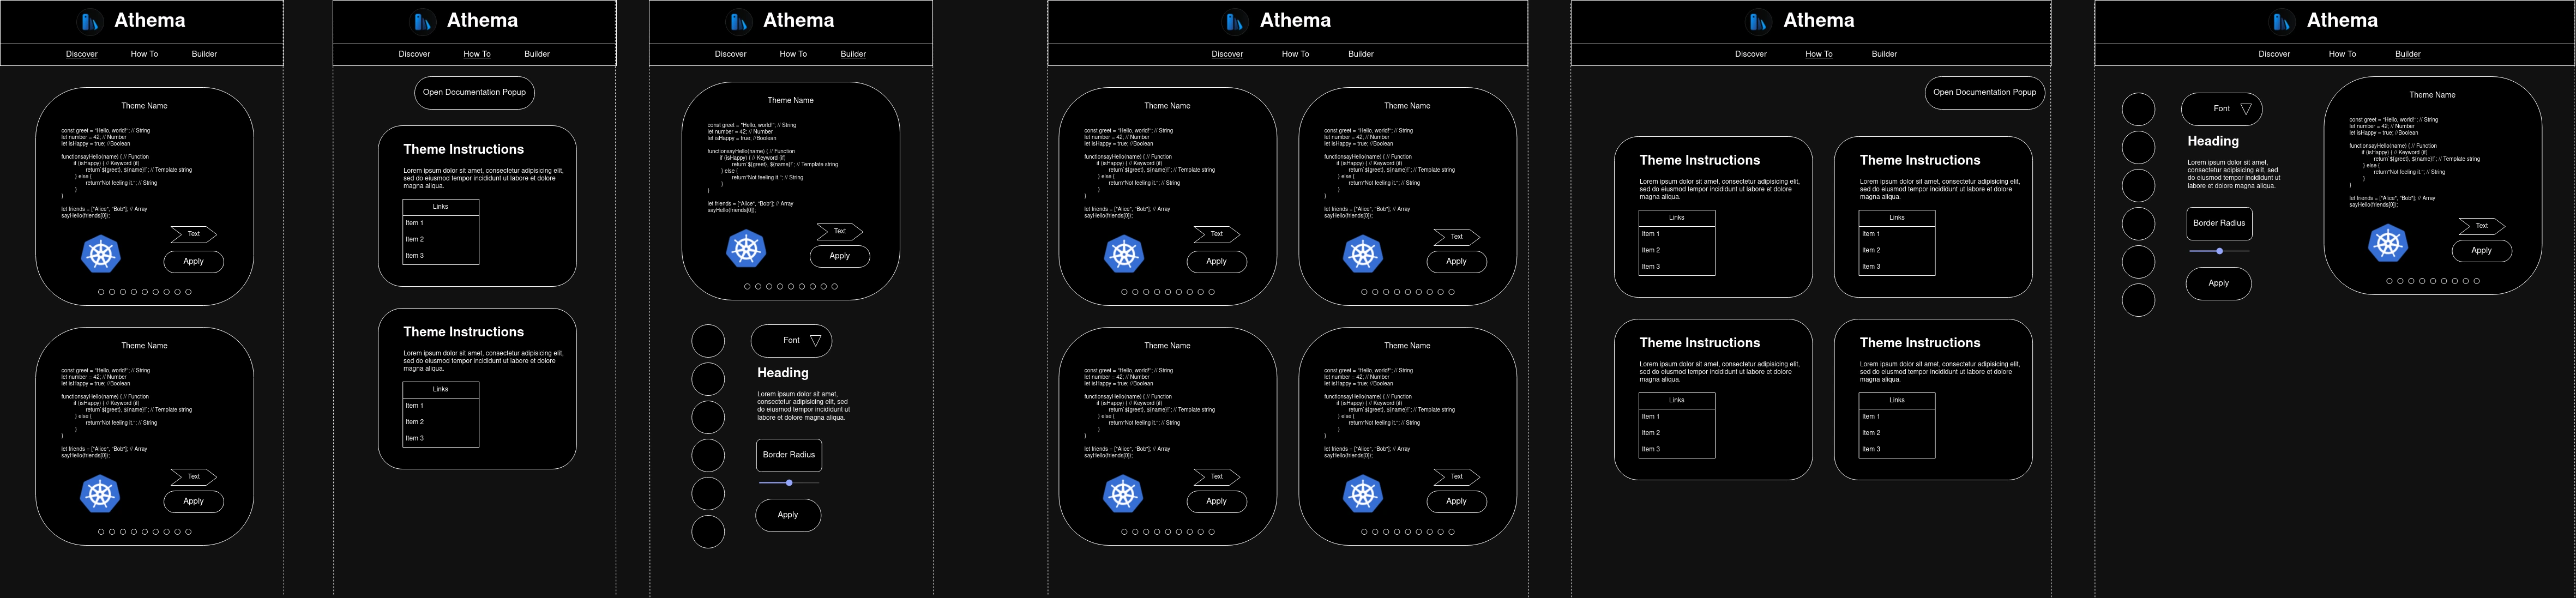 Athema
Discover How To Builder
Theme Name
const greet = "Hello, world!"; // String
let number = 42; // Number
let isHappy = true; //Boolean
functionsayHello(name) { // Function
if (isHappy) { // Keyword (if)
return`${greet}, ${name}!`; // Template string
} else {
return"Not feeling it."; // String
}
}
let friends = ["Alice", "Bob"]; // Array
sayHello(friends[0]);
Text
Apply
Theme Name
const greet = "Hello, world!"; // String
let number = 42; // Number
let isHappy = true; //Boolean
functionsayHello(name) { // Function
if (isHappy) { // Keyword (if)
return`${greet}, ${name}!`; // Template string
} else {
return"Not feeling it."; // String
}
}
let friends = ["Alice", "Bob"]; // Array
sayHello(friends[0]);
Text
Apply
Athema
Discover How To Builder
Open Documentation Popup
Theme Instructions
Lorem ipsum dolor sit amet, consectetur adipisicing elit,
sed do eiusmod tempor incididunt ut labore et dolore
magna aliqua.
Links
Item 1
Item 2
Item 3
Theme Instructions
Lorem ipsum dolor sit amet, consectetur adipisicing elit,
sed do eiusmod tempor incididunt ut labore et dolore
magna aliqua.
Links
Item 1
Item 2
Item 3
Athema
Discover How To Builder
Theme Name
const greet = "Hello, world!"; // String
let number = 42; // Number
let isHappy = true; //Boolean
functionsayHello(name) { // Function
if (isHappy) { // Keyword (if)
return`${greet}, ${name}!`; // Template string
} else {
return"Not feeling it."; // String
}
}
let friends = ["Alice", "Bob"]; // Array
sayHello(friends[0]);
Text
Apply
Font
Heading
Lorem ipsum dolor sit amet,
consectetur adipisicing elit, sed
do eiusmod tempor incididunt ut
labore et dolore magna aliqua.
Border Radius
Apply
Athema
Discover How To Builder
Theme Name
const greet = "Hello, world!"; // String
let number = 42; // Number
let isHappy = true; //Boolean
functionsayHello(name) { // Function
if (isHappy) { // Keyword (if)
return`${greet}, ${name}!`; // Template string
} else {
return"Not feeling it."; // String
}
}
let friends = ["Alice", "Bob"]; // Array
sayHello(friends[0]);
Text
Apply
Theme Name
const greet = "Hello, world!"; // String
let number = 42; // Number
let isHappy = true; //Boolean
functionsayHello(name) { // Function
if (isHappy) { // Keyword (if)
return`${greet}, ${name}!`; // Template string
} else {
return"Not feeling it."; // String
}
}
let friends = ["Alice", "Bob"]; // Array
sayHello(friends[0]);
Text
Apply
Theme Name
const greet = "Hello, world!"; // String
let number = 42; // Number
let isHappy = true; //Boolean
functionsayHello(name) { // Function
if (isHappy) { // Keyword (if)
return`${greet}, ${name}!`; // Template string
} else {
return"Not feeling it."; // String
}
}
let friends = ["Alice", "Bob"]; // Array
sayHello(friends[0]);
Text
Apply
Theme Name
const greet = "Hello, world!"; // String
let number = 42; // Number
let isHappy = true; //Boolean
functionsayHello(name) { // Function
if (isHappy) { // Keyword (if)
return`${greet}, ${name}!`; // Template string
} else {
return"Not feeling it."; // String
}
}
let friends = ["Alice", "Bob"]; // Array
sayHello(friends[0]);
Text
Apply
Athema
Discover How To Builder
Open Documentation Popup
Theme Instructions
Lorem ipsum dolor sit amet, consectetur adipisicing elit,
sed do eiusmod tempor incididunt ut labore et dolore
magna aliqua.
Links
Item 1
Item 2
Item 3
Theme Instructions
Lorem ipsum dolor sit amet, consectetur adipisicing elit,
sed do eiusmod tempor incididunt ut labore et dolore
magna aliqua.
Links
Item 1
Item 2
Item 3
Theme Instructions
Lorem ipsum dolor sit amet, consectetur adipisicing elit,
sed do eiusmod tempor incididunt ut labore et dolore
magna aliqua.
Links
Item 1
Item 2
Item 3
Theme Instructions
Lorem ipsum dolor sit amet, consectetur adipisicing elit,
sed do eiusmod tempor incididunt ut labore et dolore
magna aliqua.
Links
Item 1
Item 2
Item 3
Athema
Discover How To Builder
Font
Heading
Lorem ipsum dolor sit amet,
consectetur adipisicing elit, sed
do eiusmod tempor incididunt ut
labore et dolore magna aliqua.
Border Radius
Apply
Theme Name
const greet = "Hello, world!"; // String
let number = 42; // Number
let isHappy = true; //Boolean
functionsayHello(name) { // Function
if (isHappy) { // Keyword (if)
return`${greet}, ${name}!`; // Template string
} else {
return"Not feeling it."; // String
}
}
let friends = ["Alice", "Bob"]; // Array
sayHello(friends[0]);
Text
Apply